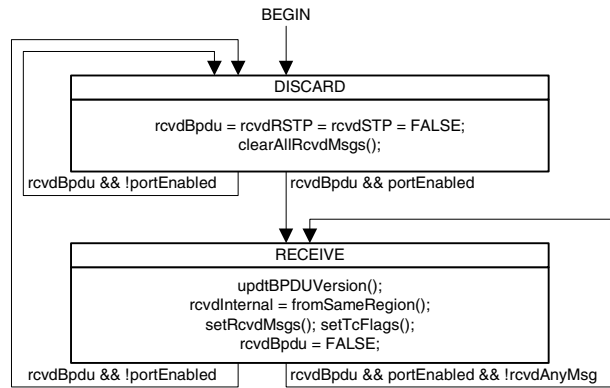 BEGIN
DISCARD
rcvdBpdu = rcvdRSTP = rcvdSTP = FALSE;
clearAllRcvdMsgs();
rcvdBpdu && !portEnabled
rcvdBpdu && portEnabled
RECEIVE
updtBPDUVersion();
rcvdInternal = fromSameRegion();
setRcvdMsgs(); setTcFlags();
rcvdBpdu = FALSE;
rcvdBpdu && !portEnabled
rcvdBpdu && portEnabled && !rcvdAnyMsg